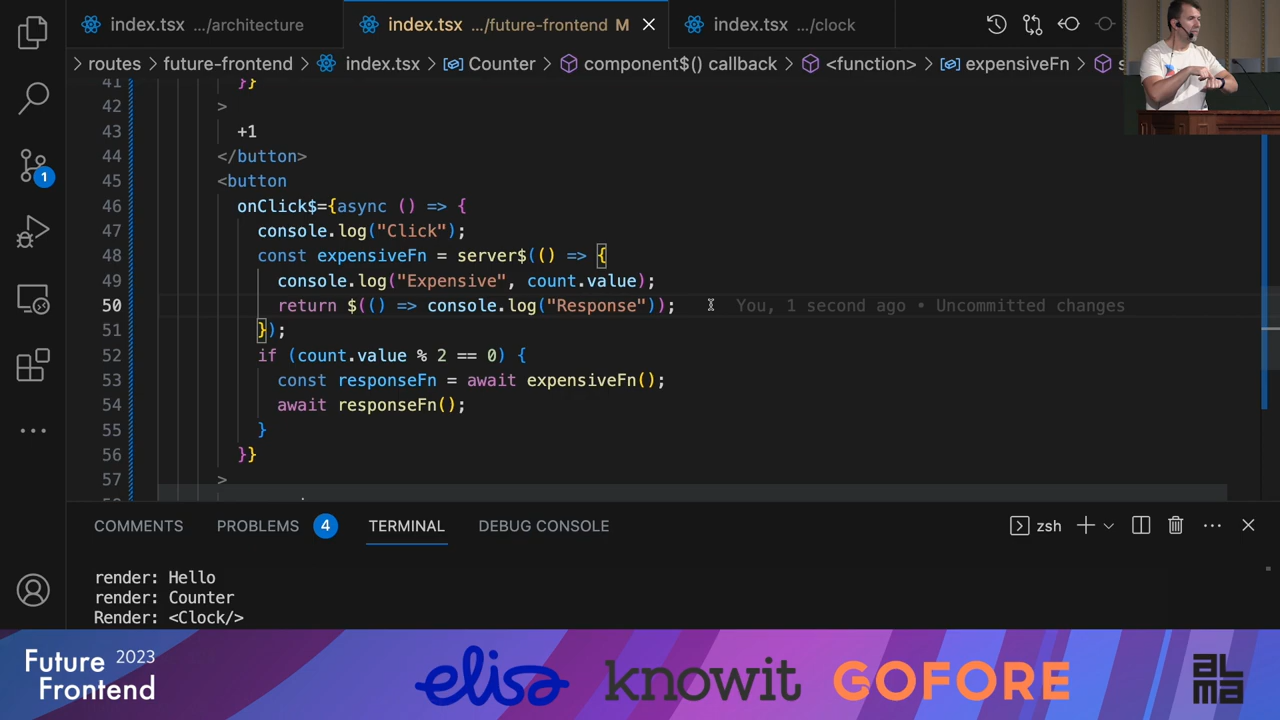 index.tsx .../architecture
index.tsx .../future-frontend M
index.tsx .../clock
routes future-frontend index.tsx Counter component$() callback <function> expensiveFn
41 }}
42 >
43 +1
44 </button>
45 <button
46 onClick$={async () => {
47 console.log("Click");
48 const expensiveFn = server$(() => {
49 console.log("Expensive", count.value);
50 return $(() => console.log("Response")); You, 1 second ago • Uncommitted changes
51 });
52 if (count.value % 2 == 0) {
53 const responseFn = await expensiveFn();
54 await responseFn();
55 }
56 }}
57 >
1
COMMENTS PROBLEMS 4 TERMINAL DEBUG CONSOLE zsh
render: Hello
render: Counter
Render: <Clock/>
Future 2023
Frontend
elisa knowit GOFORE ALMA